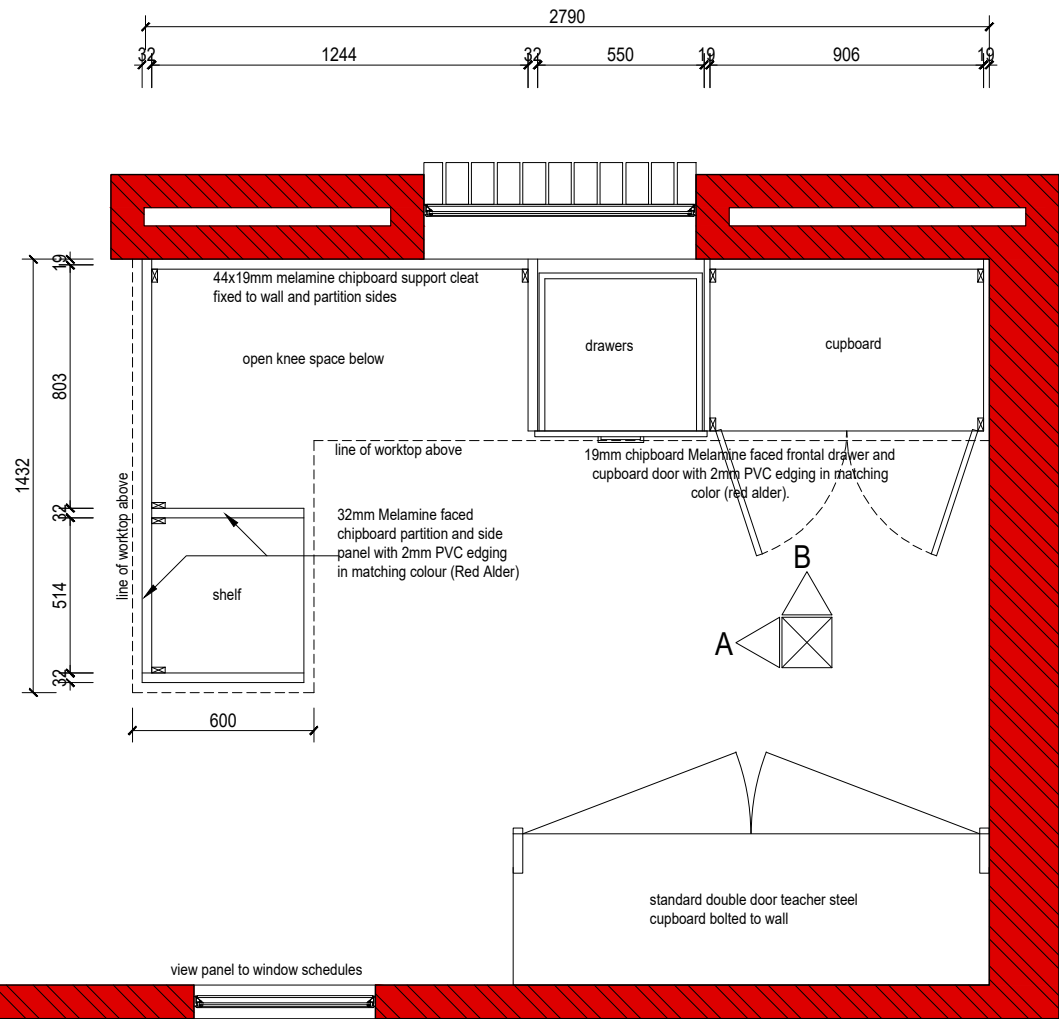 2790
32
1244
32
550
19
906
19
44x19mm melamine chipboard support cleat
fixed to wall and partition sides
open knee space below
drawers
cupboard
19
803
32
514
32
1432
line of worktop above
line of worktop above
19mm chipboard Melamine faced frontal drawer and
cupboard door with 2mm PVC edging in matching
color (red alder).
32mm Melamine faced
chipboard partition and side
panel with 2mm PVC edging
in matching colour (Red Alder)
shelf
B
A
600
standard double door teacher steel
cupboard bolted to wall
view panel to window schedules